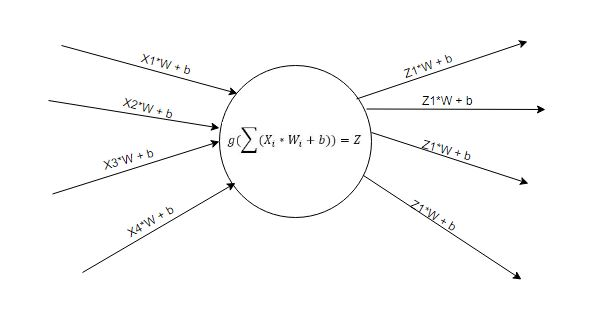 X1*W + b
X2*W + b
X3*W + b
X4*W + b
g(∑(Xᵢ * Wᵢ + b)) = Z
Z1*W + b
Z1*W + b
Z1*W + b
Z1*W + b